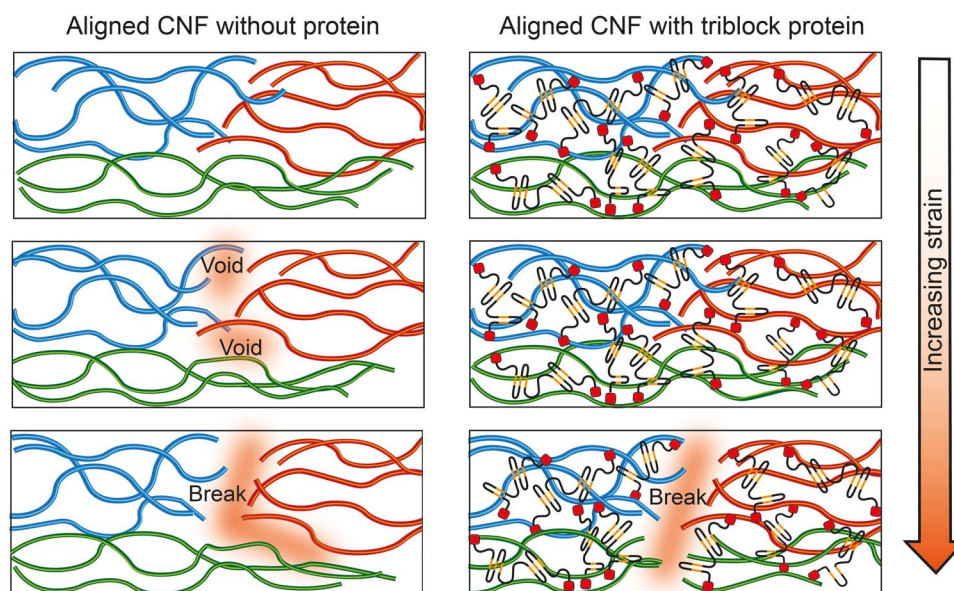 Aligned CNF without protein
Aligned CNF with triblock protein
Void
Void
Break
Break
Increasing strain